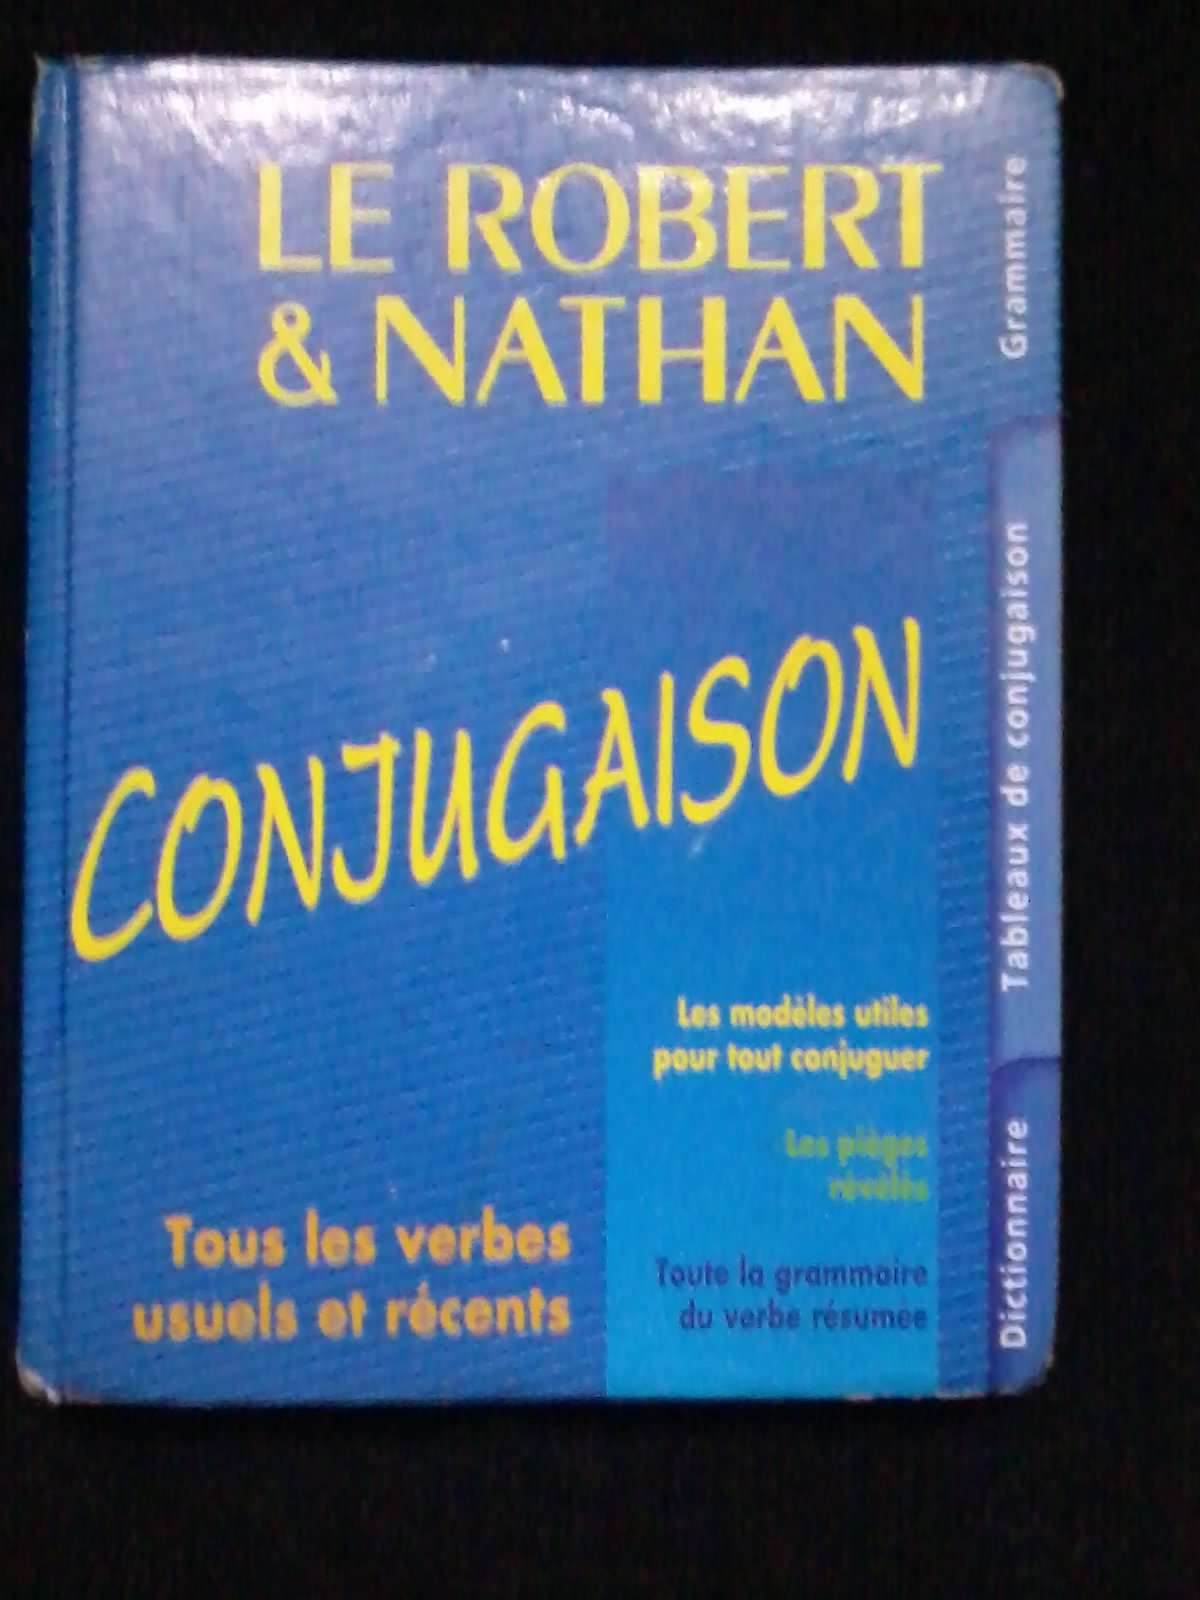 LE ROBERT
& NATHAN
CONJUGAISON
Les modèles utiles
pour tout conjuguer
Les pièges
révélés
Toute la grammaire
du verbe résumée
Tous les verbes
usuels et récents
Grammaire
Tableaux de conjugaison
Dictionnaire